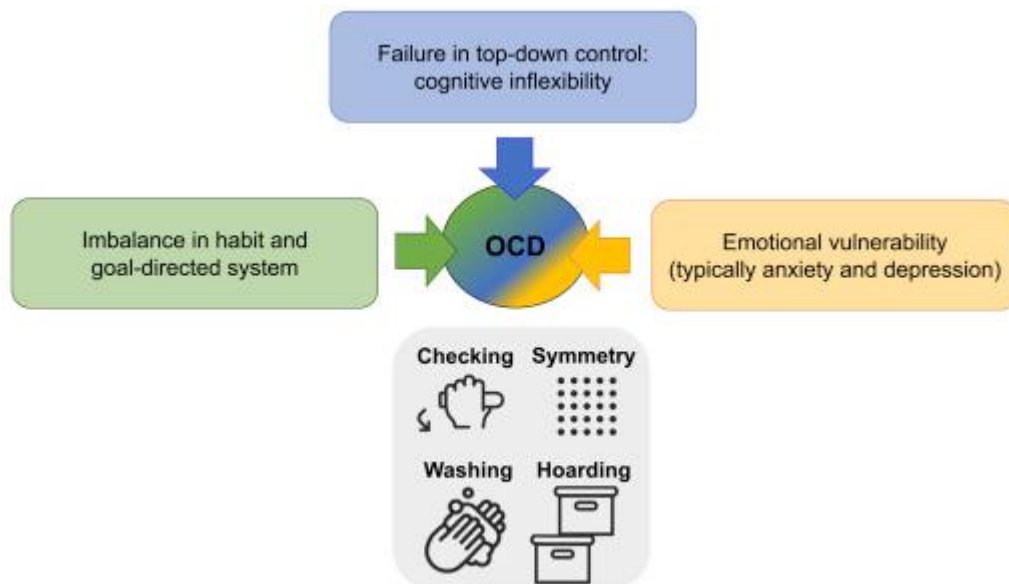 Failure in top-down control:
cognitive inflexibility
Imbalance in habit and
goal-directed system
OCD
Emotional vulnerability
(typically anxiety and depression)
Checking
Symmetry
Washing
Hoarding